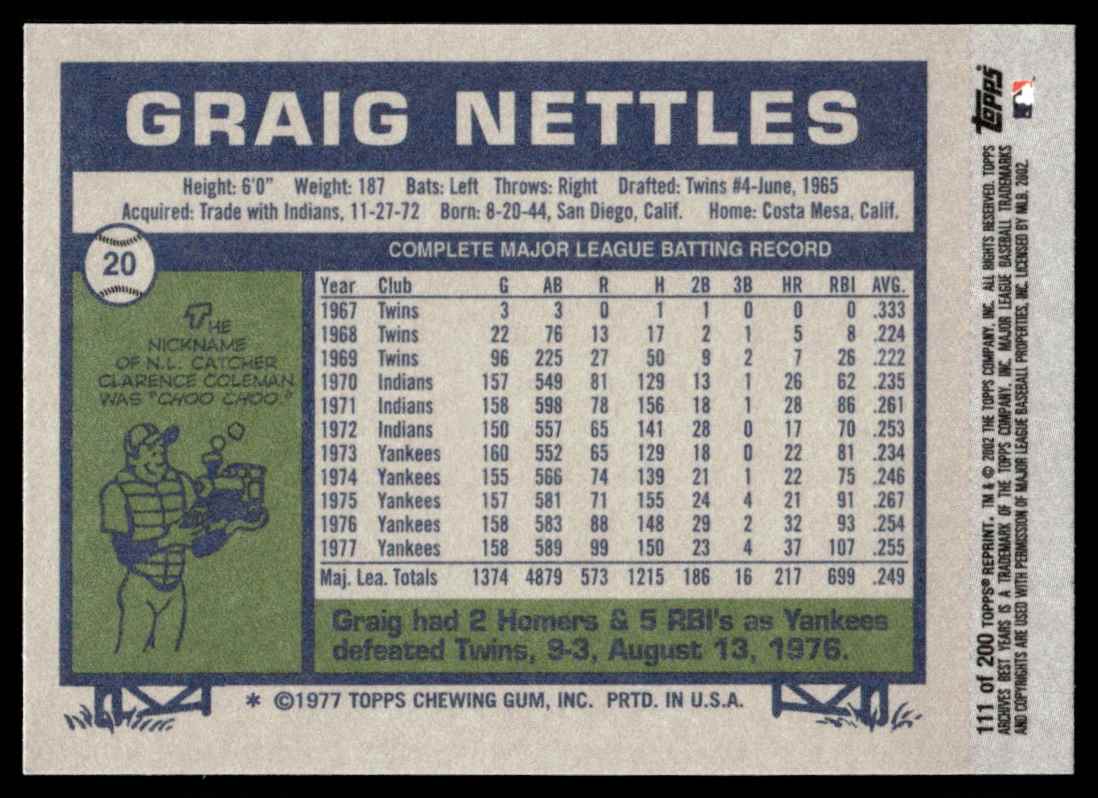 GRAIG NETTLES
Height: 6'0" Weight: 187 Bats: Left Throws: Right Drafted: Twins #4-June, 1965
Acquired: Trade with Indians, 11-27-72 Born: 8-20-44, San Diego, Calif. Home: Costa Mesa, Calif.
20
COMPLETE MAJOR LEAGUE BATTING RECORD
THE
NICKNAME
OF N.L. CATCHER
CLARENCE COLEMAN
WAS "CHOO CHOO."
Year Club G AB R H 2B 3B HR RBI AVG.
1967 Twins 3 3 0 1 1 0 0 0 .333
1968 Twins 22 76 13 17 2 1 5 8 .224
1969 Twins 96 225 27 50 9 2 7 26 .222
1970 Indians 157 549 81 129 13 1 26 62 .235
1971 Indians 158 598 78 156 18 1 28 86 .261
1972 Indians 150 557 65 141 28 0 17 70 .253
1973 Yankees 160 552 65 129 18 0 22 81 .234
1974 Yankees 155 566 74 139 21 1 22 75 .246
1975 Yankees 157 581 71 155 24 4 21 91 .267
1976 Yankees 158 583 88 148 29 2 32 93 .254
1977 Yankees 158 589 99 150 23 4 37 107 .255
Maj. Lea. Totals 1374 4879 573 1215 186 16 217 699 .249
Graig had 2 Homers & 5 RBI's as Yankees
defeated Twins, 9-3, August 13, 1976.
* ©1977 TOPPS CHEWING GUM, INC. PRTD. IN U.S.A.
Topps
111 of 200 TOPPS® REPRINT. TM & © 2002 THE TOPPS COMPANY, INC. ALL RIGHTS RESERVED. TOPPS
ARCHIVES BEST YEARS IS A TRADEMARK OF THE TOPPS COMPANY, INC. MAJOR LEAGUE BASEBALL TRADEMARKS
AND COPYRIGHTS ARE USED WITH PERMISSION OF MAJOR LEAGUE BASEBALL PROPERTIES, INC. LICENSED BY MLB. 2002.